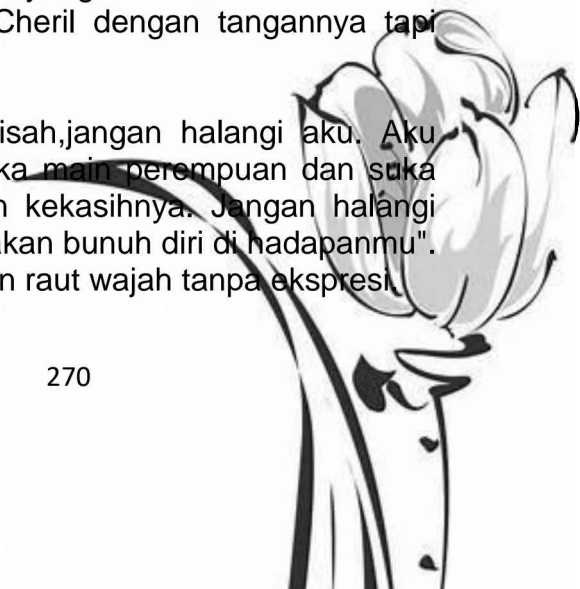 Cheril dengan tangannya tapi
isah,jangan halangi aku. Aku
ka main perempuan dan suka
n kekasihnya. Jangan halangi
akan bunuh diri di hadapanmu".
n raut wajah tanpa ekspresi.
270